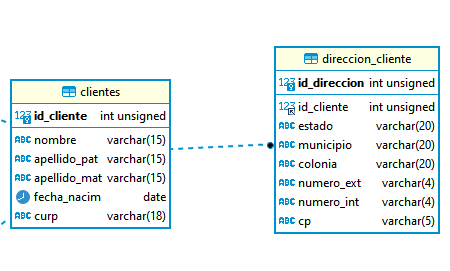 clientes
123 id_cliente int unsigned
ABC nombre varchar(15)
ABC apellido_pat varchar(15)
ABC apellido_mat varchar(15)
fecha_nacim date
ABC curp varchar(18)
direccion_cliente
123 id_direccion int unsigned
123 id_cliente int unsigned
ABC estado varchar(20)
ABC municipio varchar(20)
ABC colonia varchar(20)
ABC numero_ext varchar(4)
ABC numero_int varchar(4)
ABC cp varchar(5)